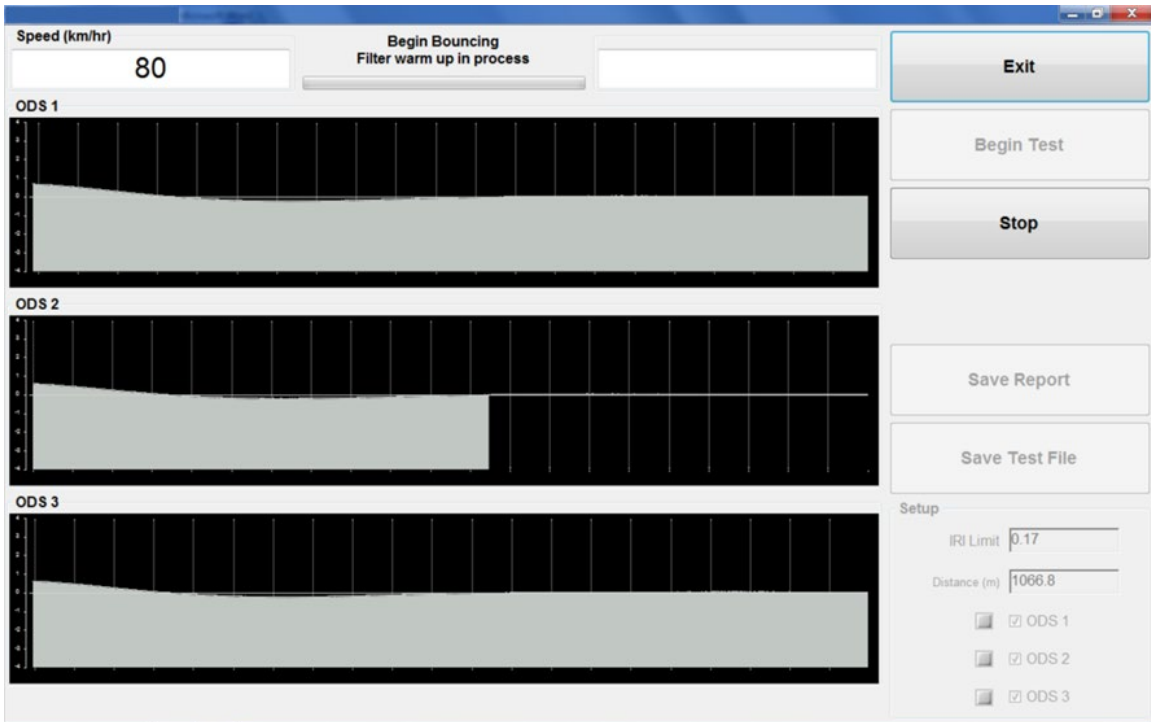 Speed (km/hr)
80
Begin Bouncing
Filter warm up in process
Exit
ODS 1
Begin Test
Stop
ODS 2
Save Report
Save Test File
ODS 3
Setup
IRI Limit 0.17
Distance (m) 1066.8
ODS 1
ODS 2
ODS 3